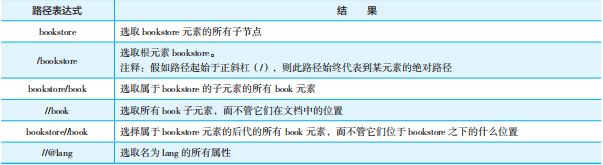 路径表达式 结 果
bookstore 选取 bookstore 元素的所有子节点
/bookstore 选取根元素 bookstore。
注释：假如路径起始于正斜杠（/），则此路径始终代表到某元素的绝对路径
bookstore/book 选取属于 bookstore 的子元素的所有 book 元素
//book 选取所有 book 子元素，而不管它们在文档中的位置
bookstore//book 选择属于 bookstore 元素的后代的所有 book 元素，而不管它们位于 bookstore 之下的什么位置
//@lang 选取名为 lang 的所有属性